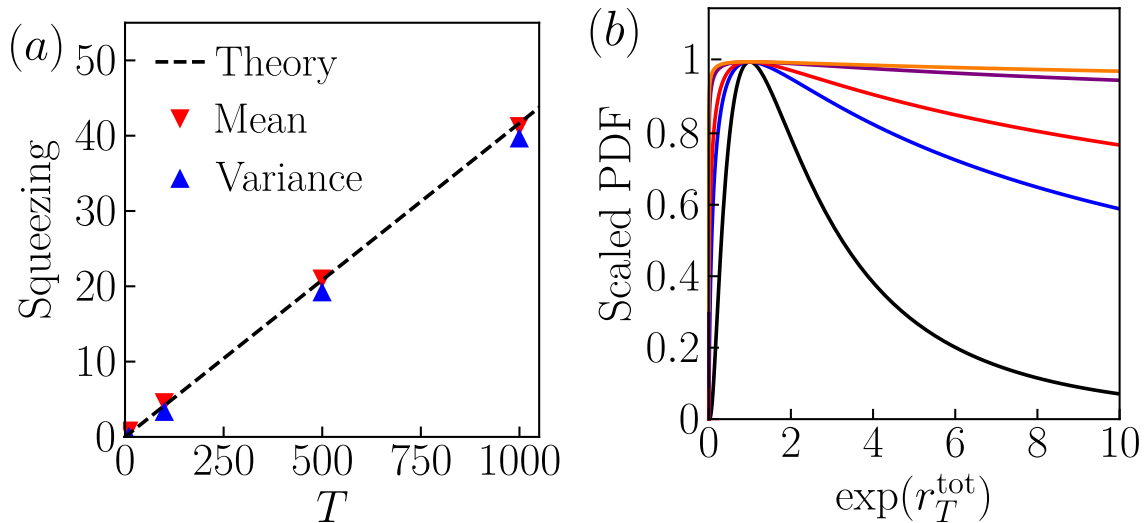 (a)
Squeezing
50
40
30
20
10
0
Theory
Mean
Variance
0 250 500 750 1000
T
(b)
Scaled PDF
1
0.8
0.6
0.4
0.2
0
0 2 4 6 8 10
exp(r_T^tot)